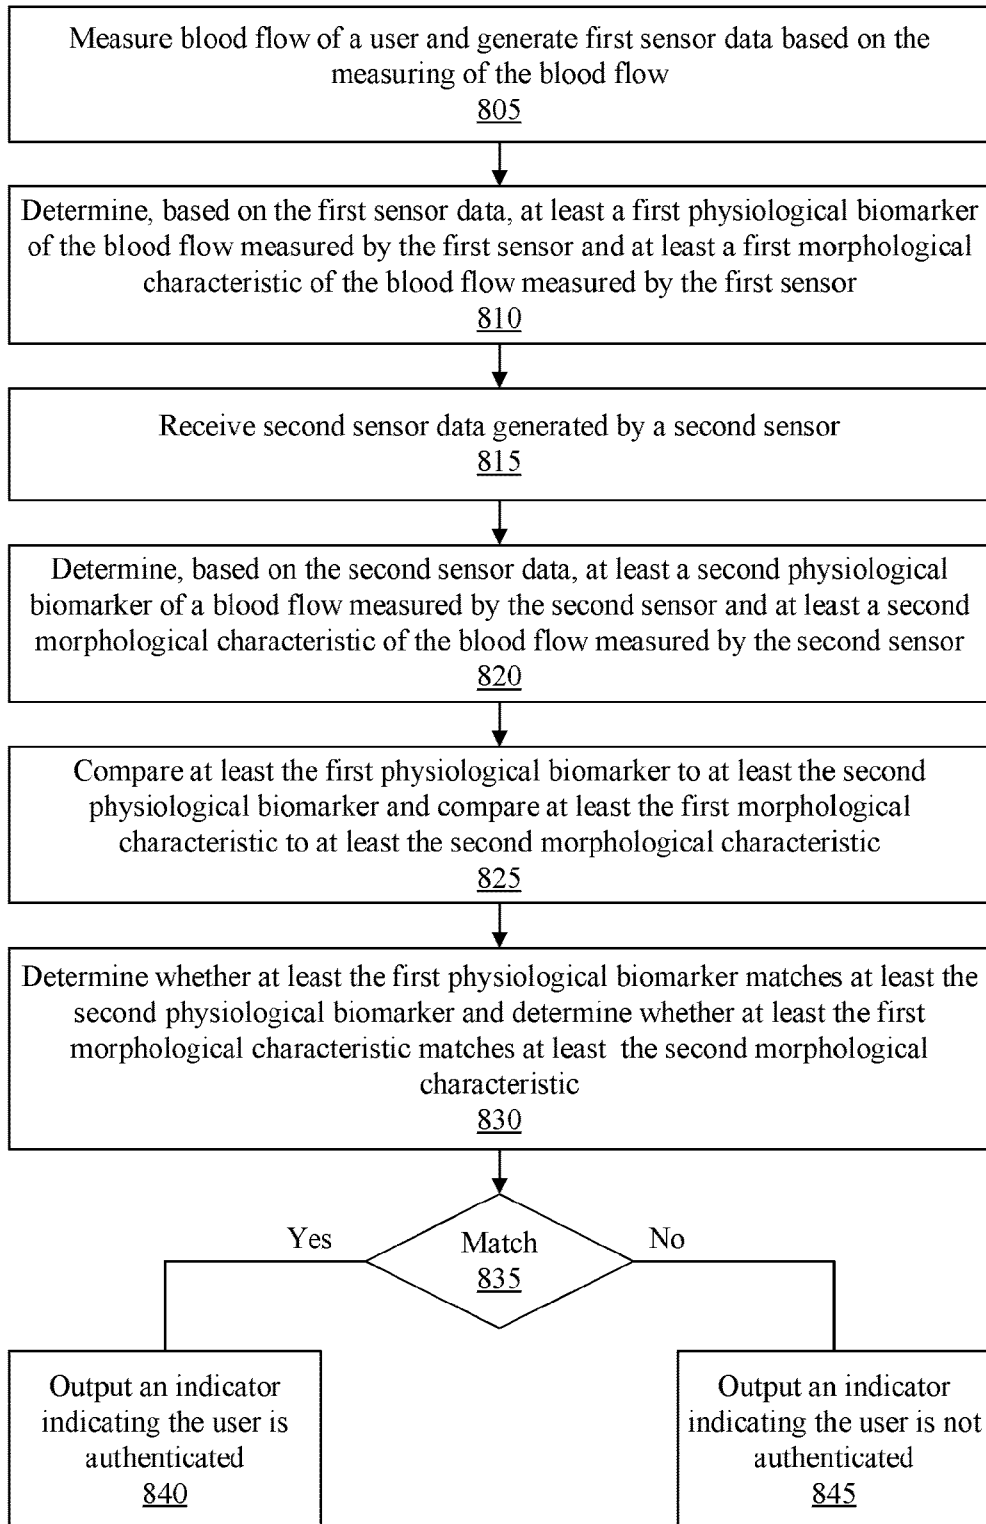 Measure blood flow of a user and generate first sensor data based on the
measuring of the blood flow
805
Determine, based on the first sensor data, at least a first physiological biomarker
of the blood flow measured by the first sensor and at least a first morphological
characteristic of the blood flow measured by the first sensor
810
Receive second sensor data generated by a second sensor
815
Determine, based on the second sensor data, at least a second physiological
biomarker of a blood flow measured by the second sensor and at least a second
morphological characteristic of the blood flow measured by the second sensor
820
Compare at least the first physiological biomarker to at least the second
physiological biomarker and compare at least the first morphological
characteristic to at least the second morphological characteristic
825
Determine whether at least the first physiological biomarker matches at least the
second physiological biomarker and determine whether at least the first
morphological characteristic matches at least the second morphological
characteristic
830
Yes
Match
835
No
Output an indicator
indicating the user is
authenticated
840
Output an indicator
indicating the user is not
authenticated
845